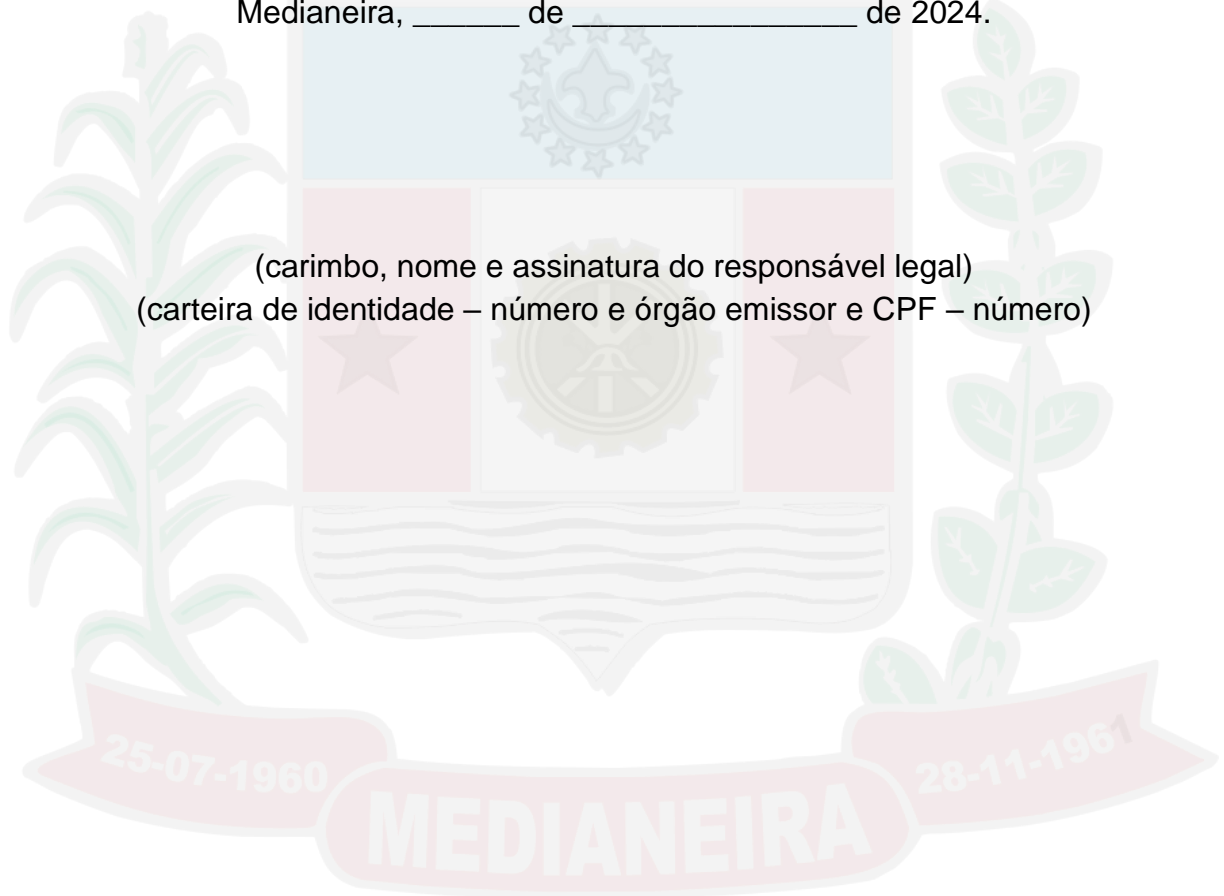 Medianeira, ______ de ________________ de 2024.
(carimbo, nome e assinatura do responsável legal)
(carteira de identidade – número e órgão emissor e CPF – número)
25-07-1960
28-11-1961
MEDIANEIRA